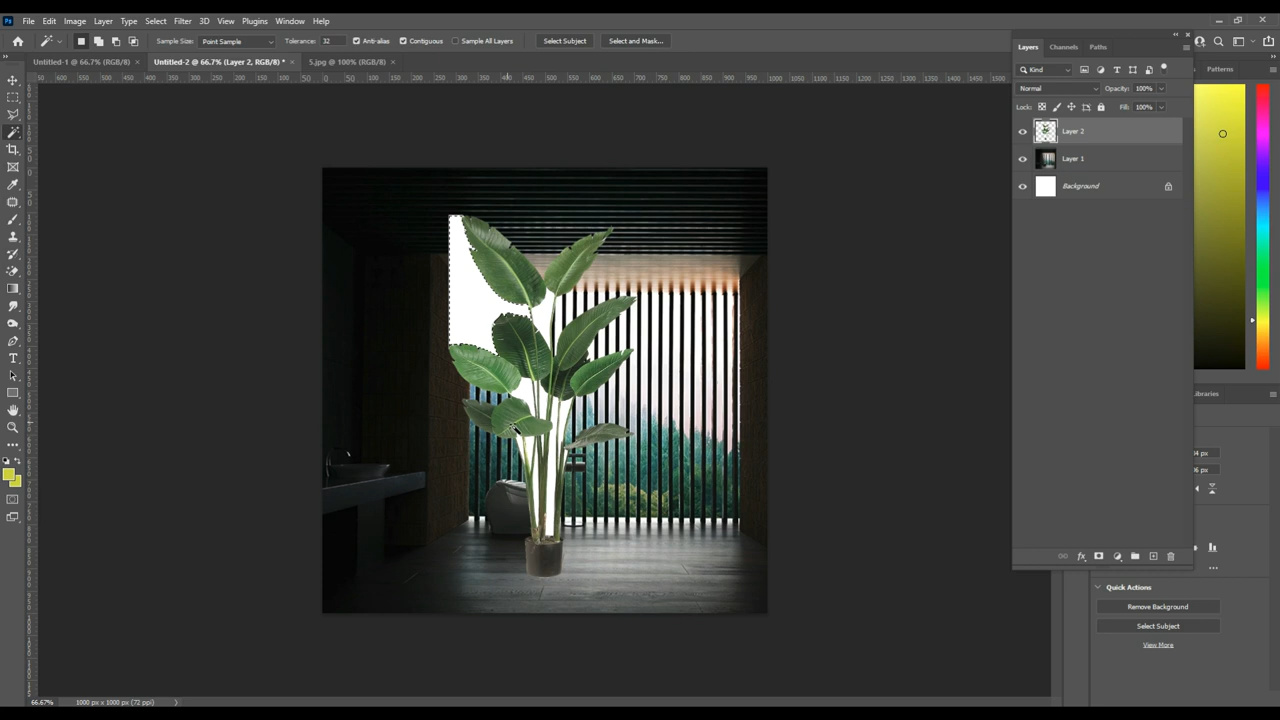 Ps File Edit Image Layer Type Select Filter 3D View Plugins Window Help
Sample Size: Point Sample Tolerance: 32 Anti-alias Contiguous Sample All Layers Select Subject Select and Mask...
Untitled-1 @ 66.7% (RGB/8) × Untitled-2 @ 66.7% (Layer 2, RGB/8) * × 5.jpg @ 100% (RGB/8) ×
Layers Channels Paths
Patterns
Kind
Normal Opacity: 100%
Lock: Fill: 100%
Layer 2
Layer 1
Background
Libraries
Quick Actions
Remove Background
Select Subject
View More
66.67% 1000 px x 1000 px (72 ppi)